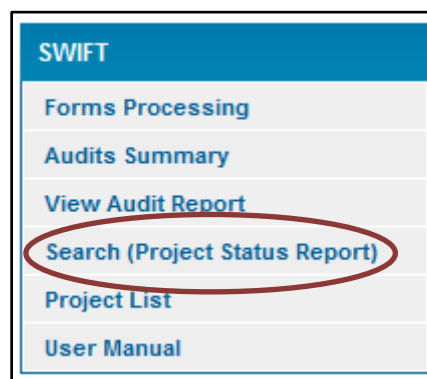 SWIFT
Forms Processing
Audits Summary
View Audit Report
Search (Project Status Report)
Project List
User Manual